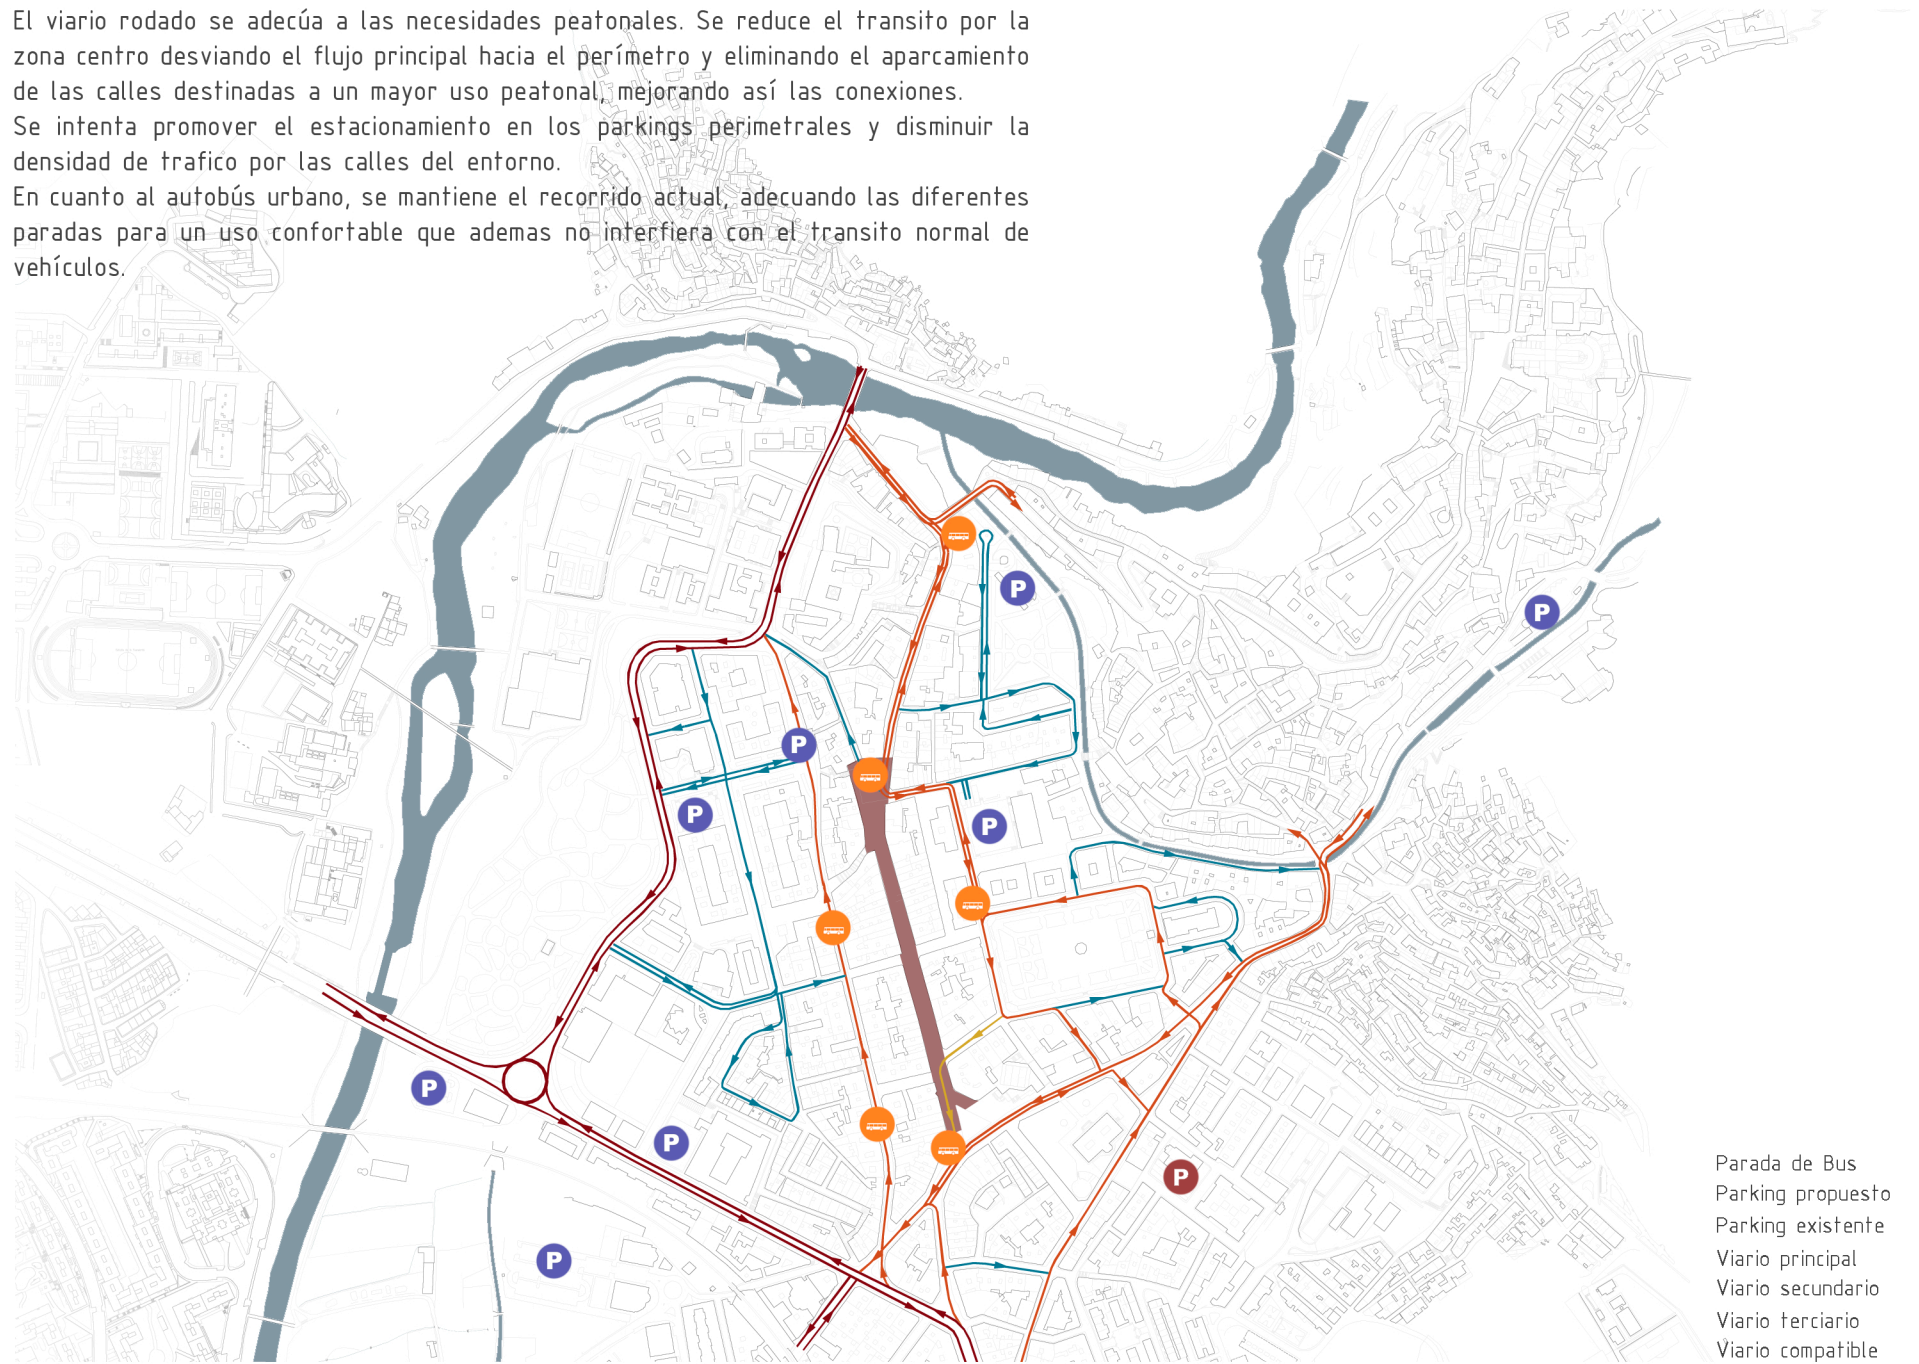 El viario rodado se adecúa a las necesidades peatonales. Se reduce el transito por la
zona centro desviando el flujo principal hacia el perímetro y eliminando el aparcamiento
de las calles destinadas a un mayor uso peatonal, mejorando así las conexiones.
Se intenta promover el estacionamiento en los parkings perimetrales y disminuir la
densidad de trafico por las calles del entorno.
En cuanto al autobús urbano, se mantiene el recorrido actual, adecuando las diferentes
paradas para un uso confortable que ademas no interfiera con el transito normal de
vehículos.
P
P
P
P
P
P
P
P
P
Parada de Bus
Parking propuesto
Parking existente
Viario principal
Viario secundario
Viario terciario
Viario compatible